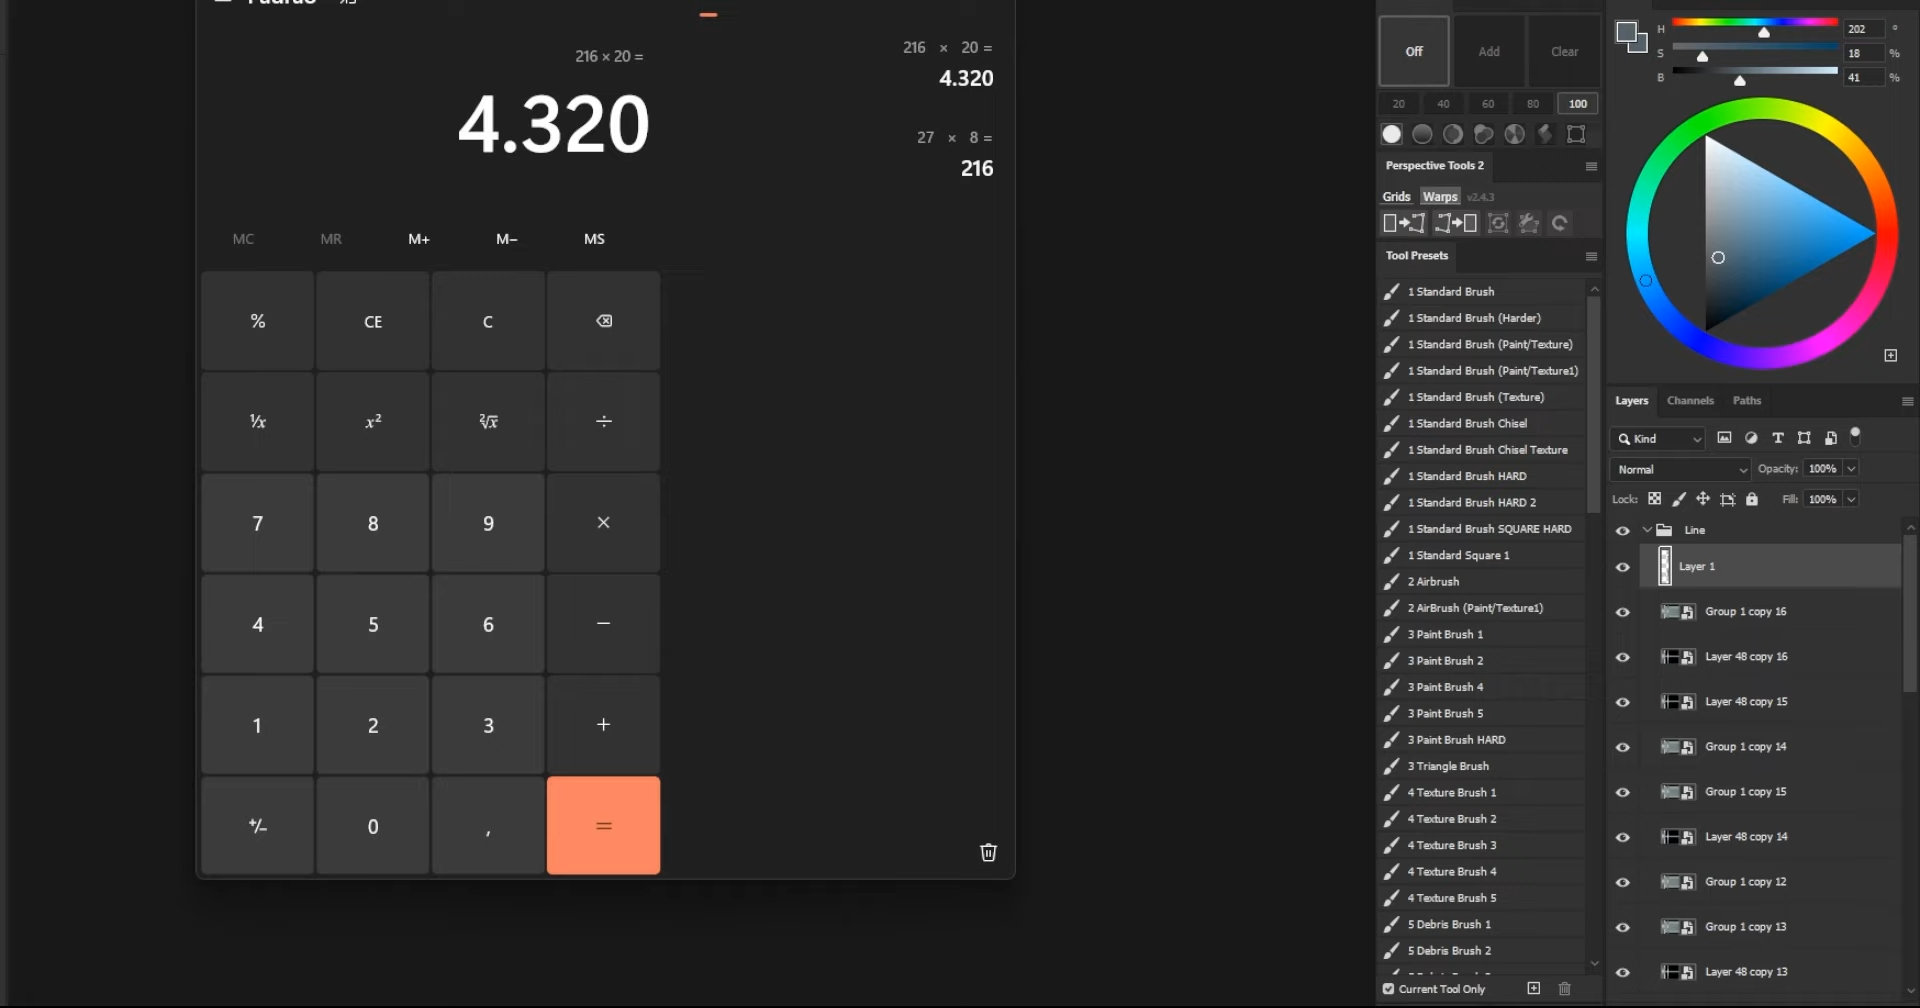 Padrão
216 × 20 =
4.320
216 × 20 =
4.320
27 × 8 =
216
MC MR M+ M− MS
% CE C
¹/x x² ²√x ÷
7 8 9 ×
4 5 6 −
1 2 3 +
+/− 0 , =
Off Add Clear
20 40 60 80 100
Perspective Tools 2
Grids Warps v2.4.3
Tool Presets
1 Standard Brush
1 Standard Brush (Harder)
1 Standard Brush (Paint/Texture)
1 Standard Brush (Paint/Texture1)
1 Standard Brush (Texture)
1 Standard Brush Chisel
1 Standard Brush Chisel Texture
1 Standard Brush HARD
1 Standard Brush HARD 2
1 Standard Brush SQUARE HARD
1 Standard Square 1
2 Airbrush
2 AirBrush (Paint/Texture1)
3 Paint Brush 1
3 Paint Brush 2
3 Paint Brush 4
3 Paint Brush 5
3 Paint Brush HARD
3 Triangle Brush
4 Texture Brush 1
4 Texture Brush 2
4 Texture Brush 3
4 Texture Brush 4
4 Texture Brush 5
5 Debris Brush 1
5 Debris Brush 2
Current Tool Only
H 202 °
S 18 %
B 41 %
Layers Channels Paths
Kind
Normal Opacity: 100%
Lock: Fill: 100%
Line
Layer 1
Group 1 copy 16
Layer 48 copy 16
Layer 48 copy 15
Group 1 copy 14
Group 1 copy 15
Layer 48 copy 14
Group 1 copy 12
Group 1 copy 13
Layer 48 copy 13